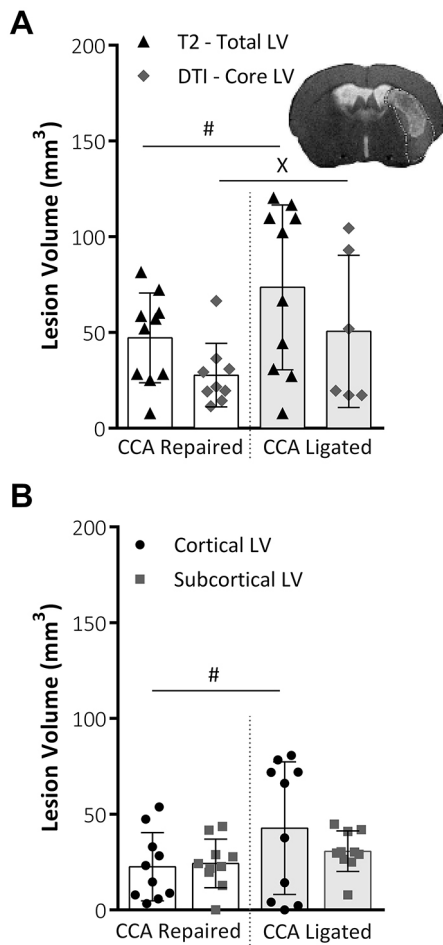 A
200
T2 - Total LV
DTI - Core LV
150
#
X
100
50
0
Lesion Volume (mm3)
CCA Repaired
CCA Ligated
B
200
Cortical LV
Subcortical LV
150
#
100
50
0
Lesion Volume (mm3)
CCA Repaired
CCA Ligated